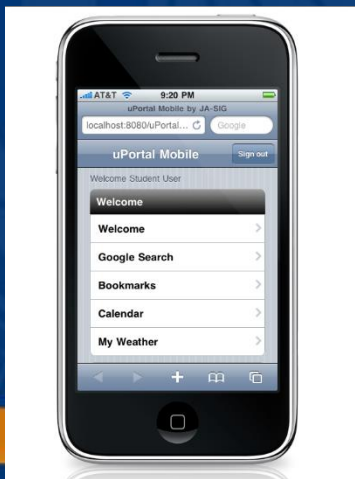 AT&T 9:20 PM
uPortal Mobile by JA-SIG
localhost:8080/uPortal... Google
uPortal Mobile Sign out
Welcome Student User
Welcome
Welcome
Google Search
Bookmarks
Calendar
My Weather